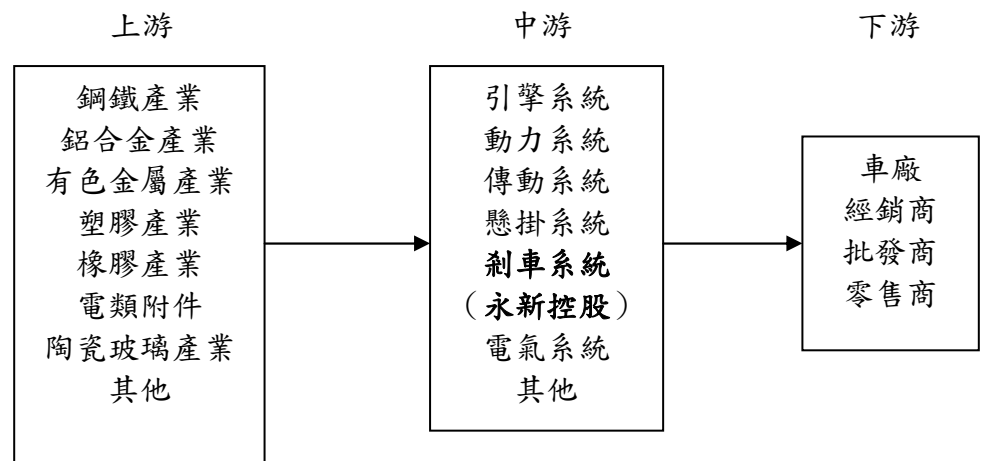 上游
鋼鐵產業
鋁合金產業
有色金屬產業
塑膠產業
橡膠產業
電類附件
陶瓷玻璃產業
其他
中游
引擎系統
動力系統
傳動系統
懸掛系統
剎車系統
（永新控股）
電氣系統
其他
下游
車廠
經銷商
批發商
零售商